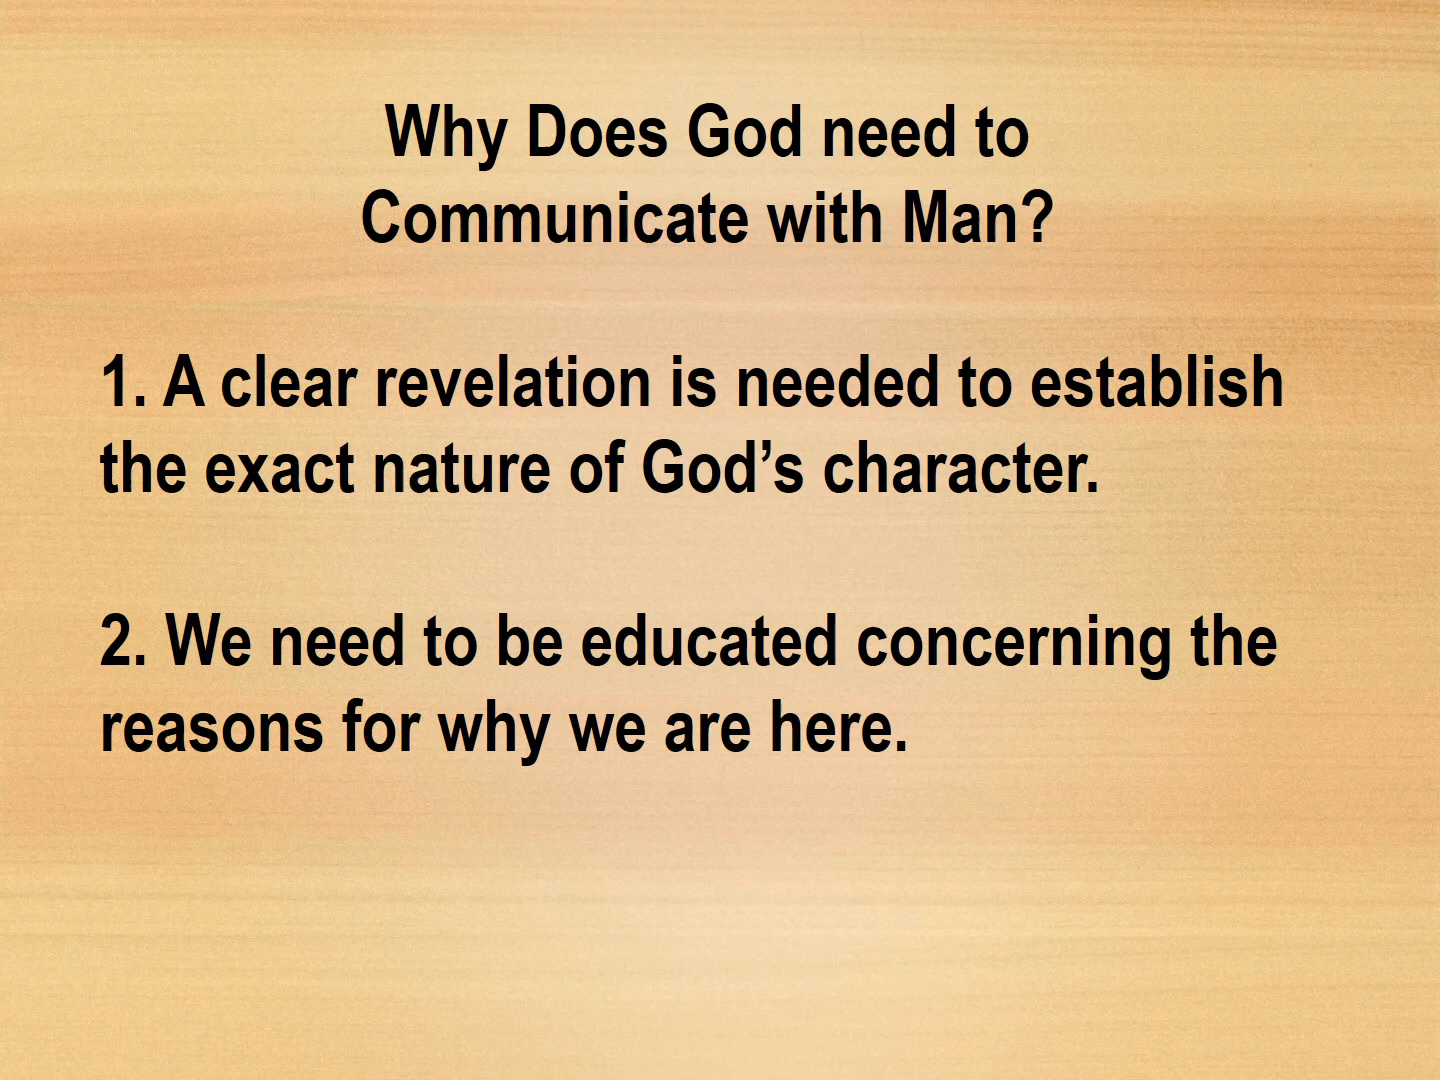 Why Does God need to
Communicate with Man?
1. A clear revelation is needed to establish
the exact nature of God’s character.
2. We need to be educated concerning the
reasons for why we are here.